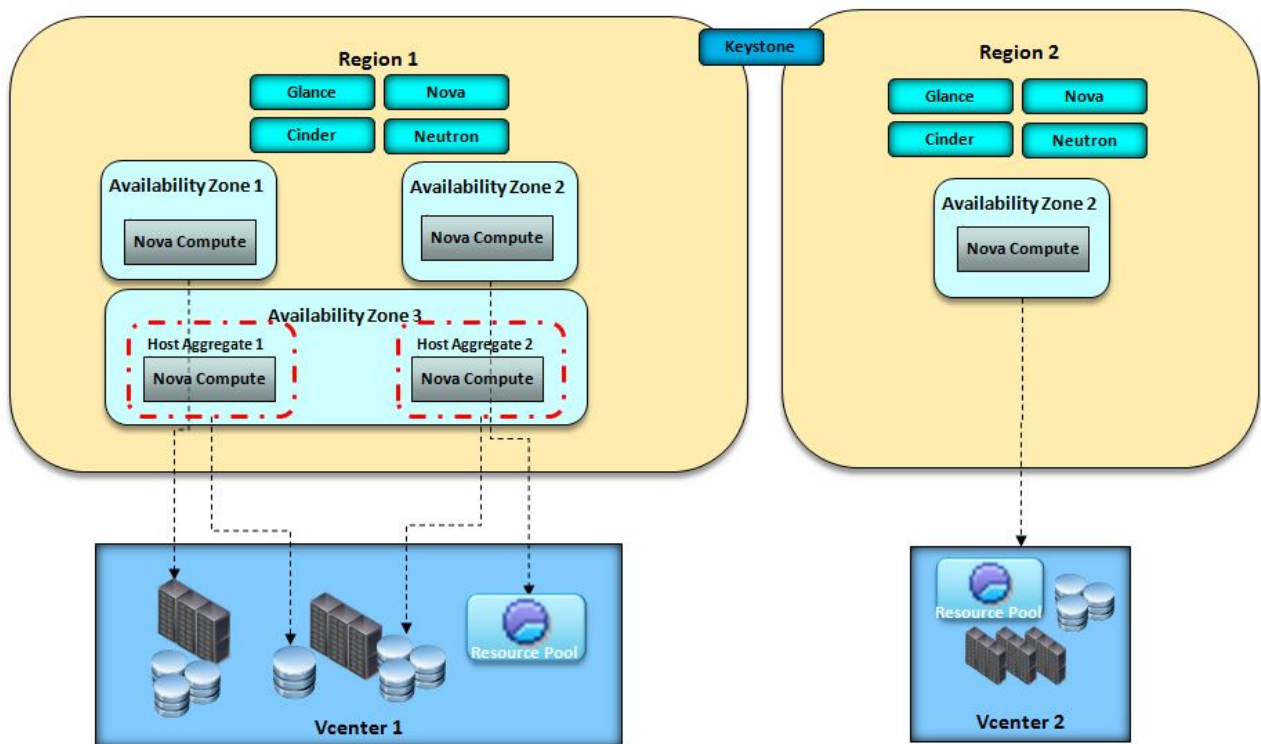 Keystone
Region 1
Glance
Nova
Cinder
Neutron
Availability Zone 1
Nova Compute
Availability Zone 2
Nova Compute
Availability Zone 3
Host Aggregate 1
Nova Compute
Host Aggregate 2
Nova Compute
Region 2
Glance
Nova
Cinder
Neutron
Availability Zone 2
Nova Compute
Resource Pool
Vcenter 1
Resource Pool
Vcenter 2